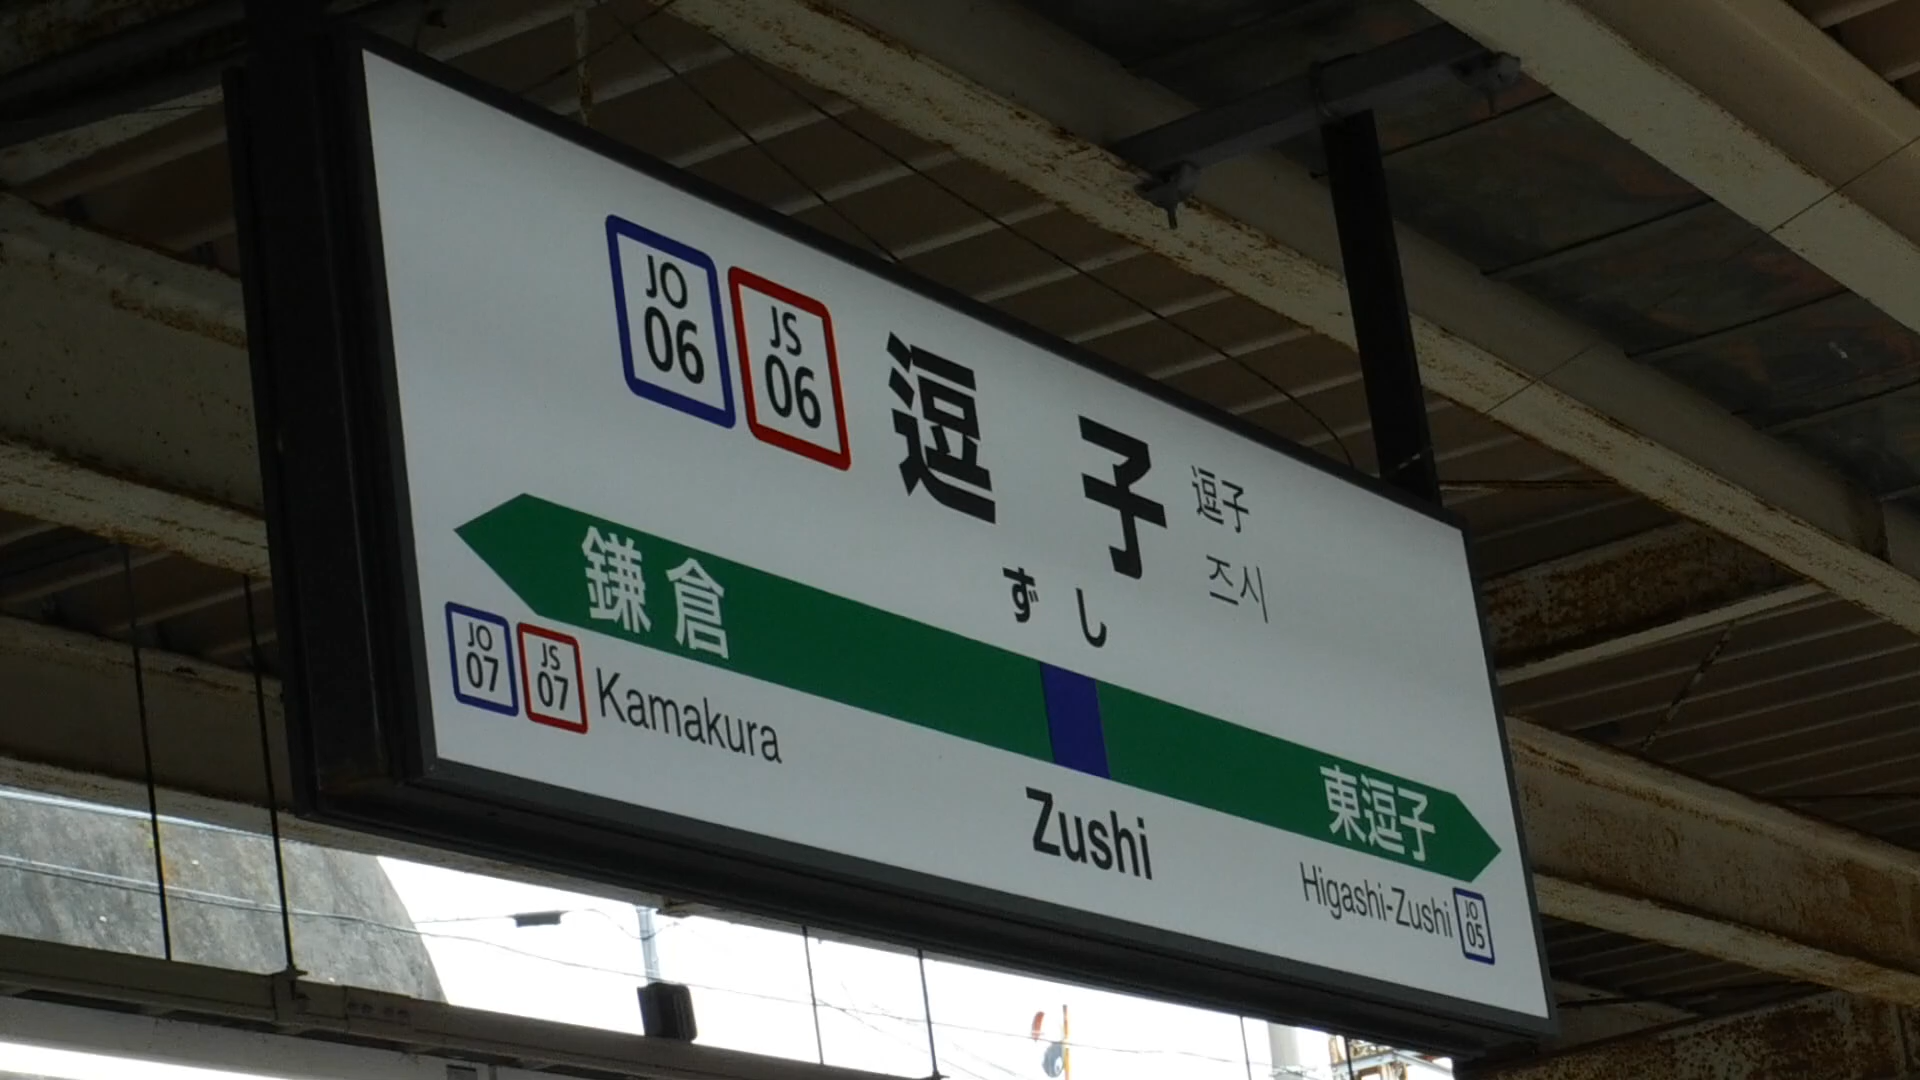 JO 06 JS 06 逗子 逗子
즈시
ずし
鎌倉
JO 07 JS 07 Kamakura
Zushi
東逗子
Higashi-Zushi JO 05